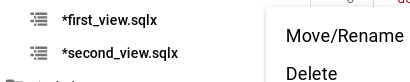 *first_view.sqlx
*second_view.sqlx
Move/Rename
Delete